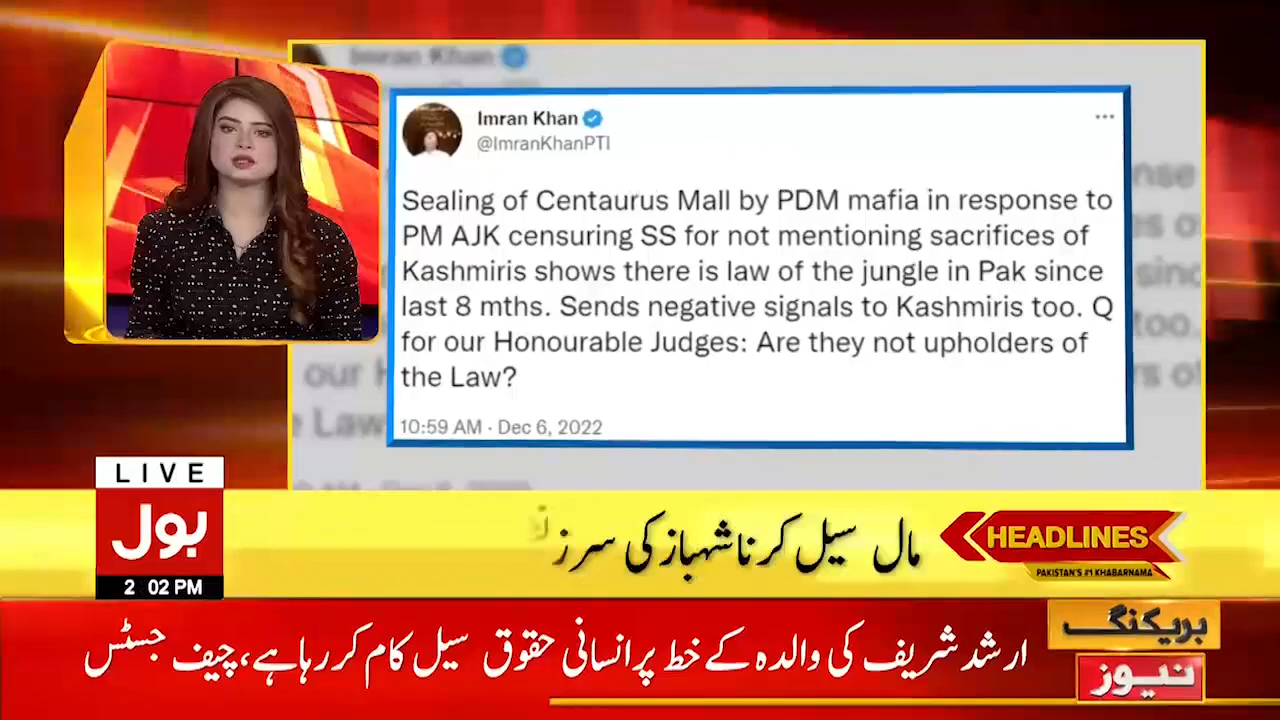 Imran Khan
Imran Khan
@ImranKhanPTI
Sealing of Centaurus Mall by PDM mafia in response to
PM AJK censuring SS for not mentioning sacrifices of
Kashmiris shows there is law of the jungle in Pak since
last 8 mths. Sends negative signals to Kashmiris too. Q
for our Honourable Judges: Are they not upholders of
the Law?
10:59 AM · Dec 6, 2022
LIVE
بول
2 02 PM
مال سیل کرنا شہباز کی سرز
HEADLINES
PAKISTAN'S #1 KHABARNAMA
بریکنگ
نیوز
ارشد شریف کی والدہ کے خط پر انسانی حقوق سیل کام کر رہا ہے، چیف جسٹس